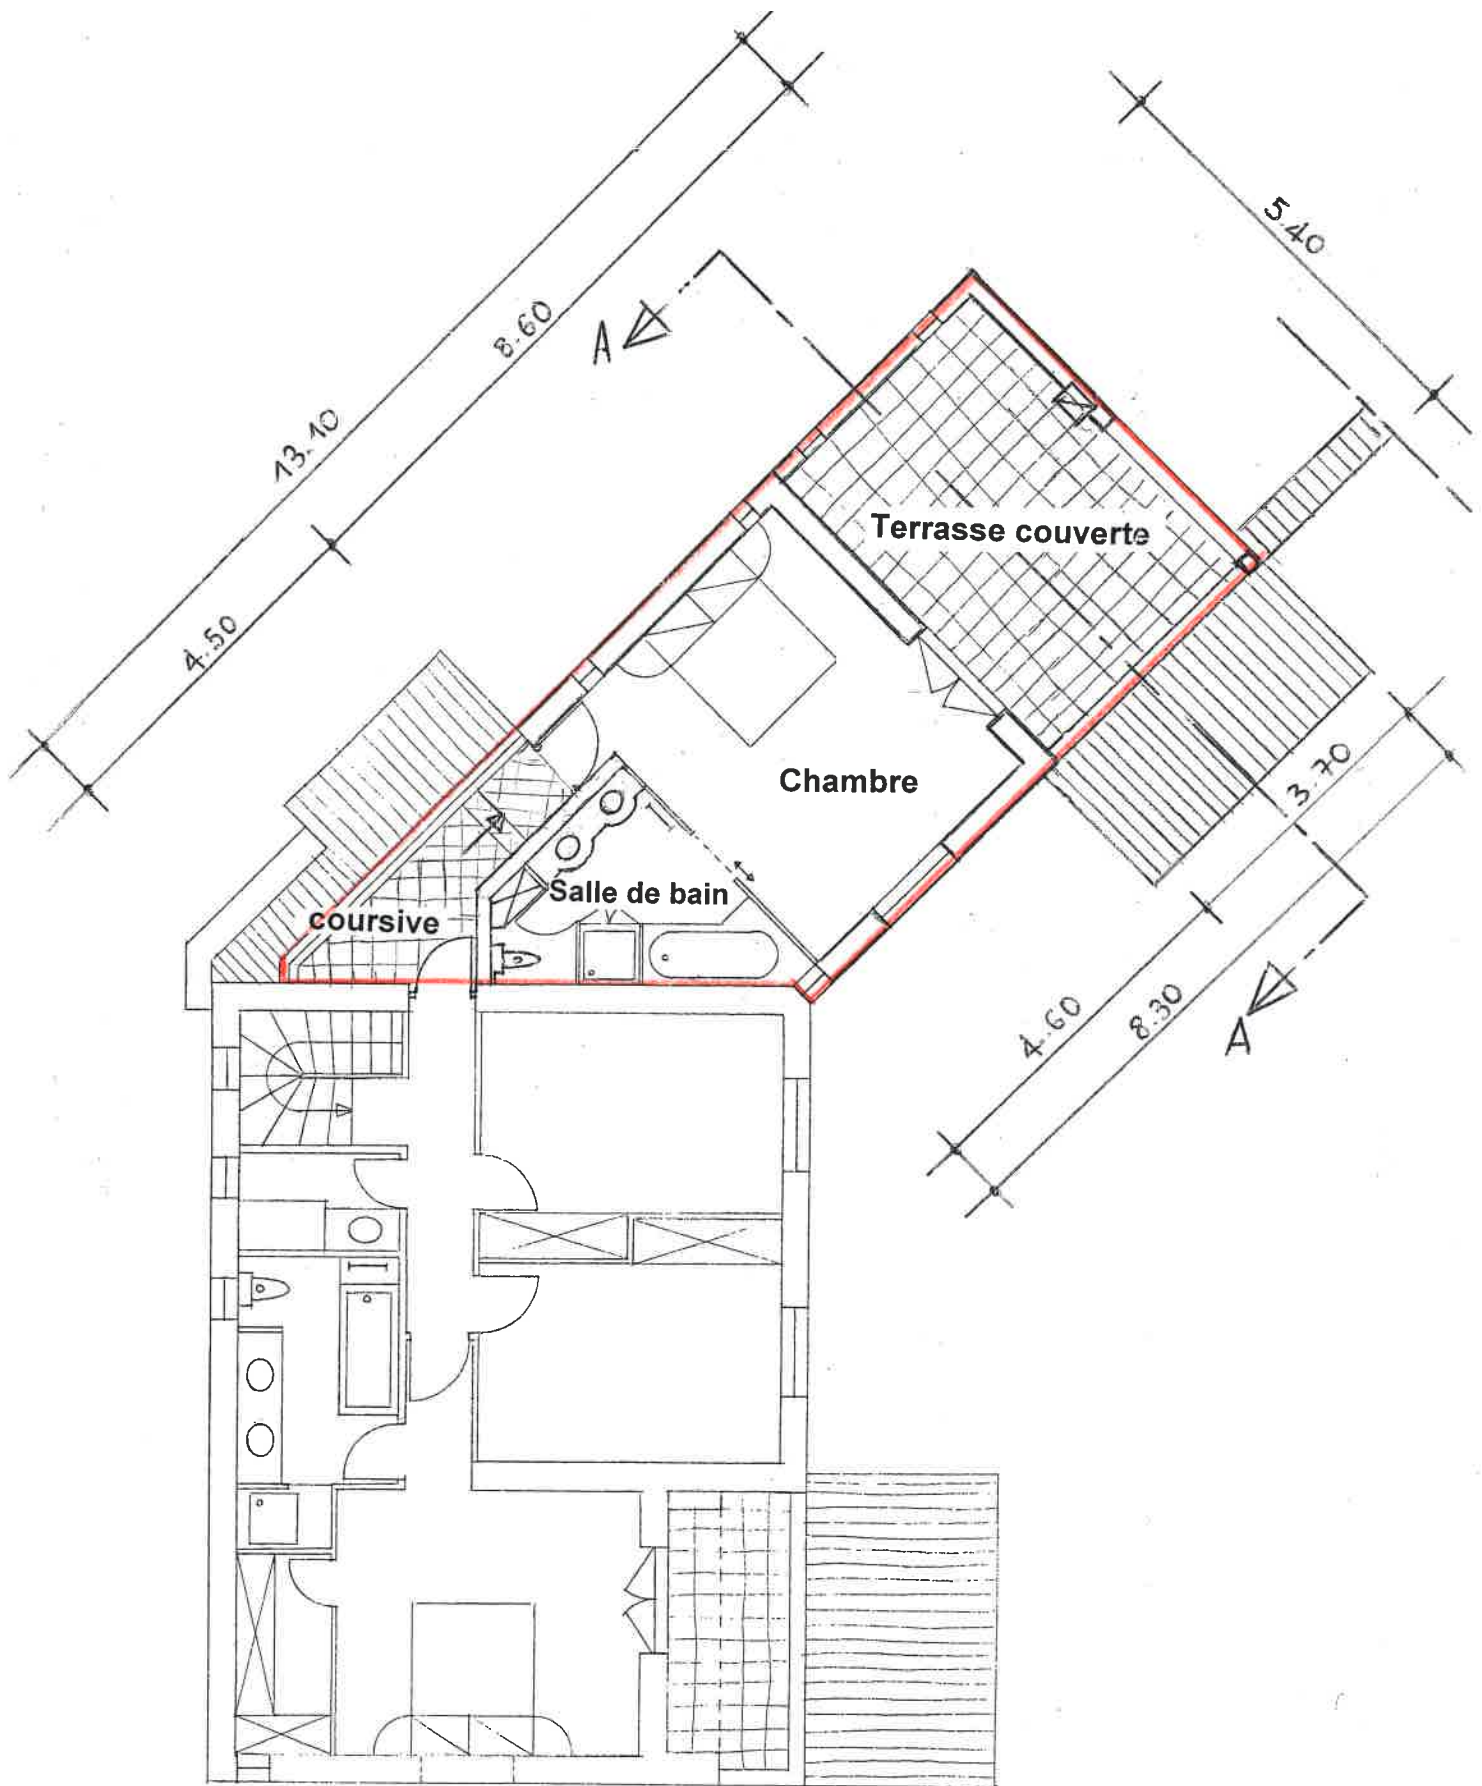 5.40
8.60
A
13.10
4.50
Terrasse couverte
Chambre
3.70
Salle de bain
coursive
4.60
8.30
A